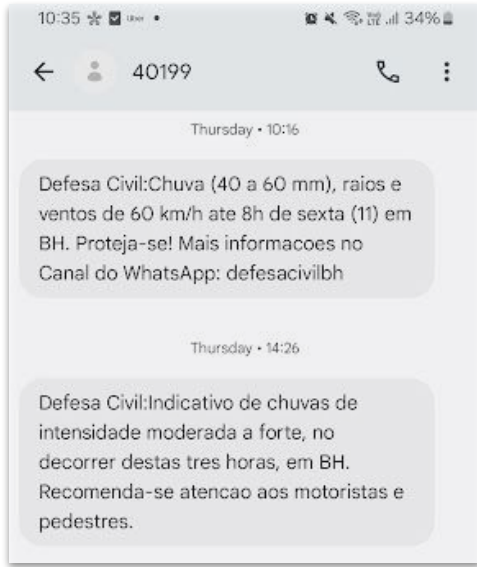 10:35
34%
40199
Thursday • 10:16
Defesa Civil:Chuva (40 a 60 mm), raios e
ventos de 60 km/h ate 8h de sexta (11) em
BH. Proteja-se! Mais informacoes no
Canal do WhatsApp: defesacivilbh
Thursday • 14:26
Defesa Civil:Indicativo de chuvas de
intensidade moderada a forte, no
decorrer destas tres horas, em BH.
Recomenda-se atencao aos motoristas e
pedestres.